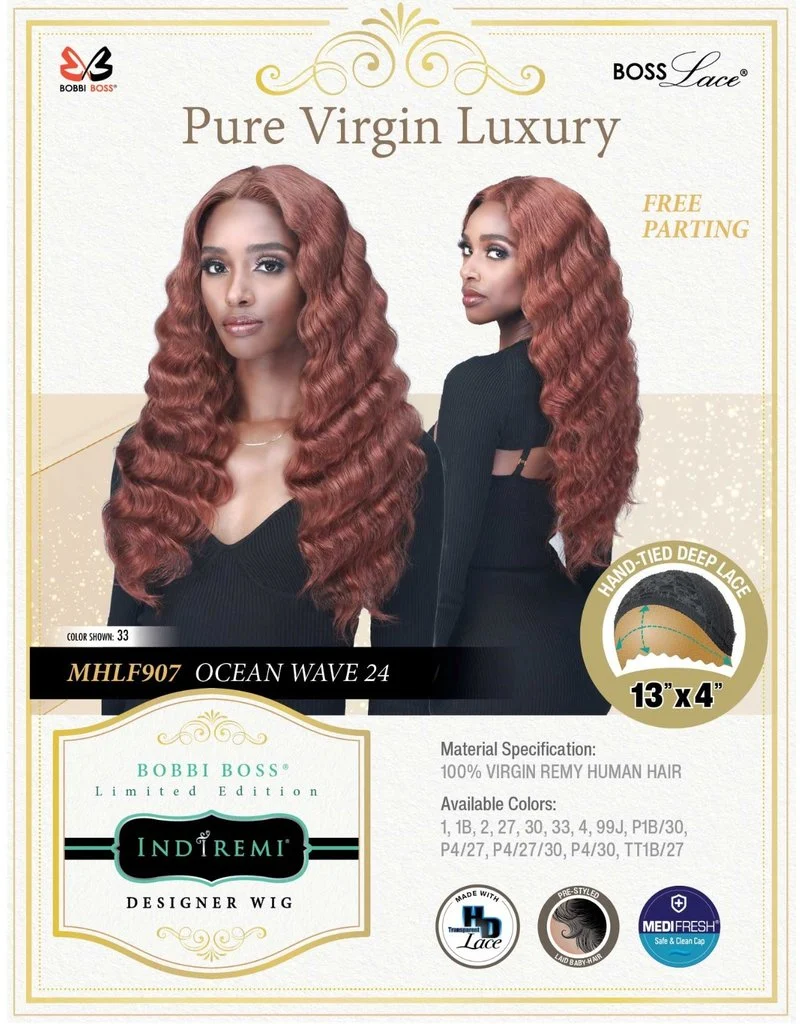 BOBBI BOSS®
BOSS Lace®
Pure Virgin Luxury
FREE
PARTING
HAND-TIED DEEP LACE
13"x4"
COLOR SHOWN: 33
MHLF907 OCEAN WAVE 24
BOBBI BOSS®
Limited Edition
INDIREMI®
DESIGNER WIG
Material Specification:
100% VIRGIN REMY HUMAN HAIR
Available Colors:
1, 1B, 2, 27, 30, 33, 4, 99J, P1B/30,
P4/27, P4/27/30, P4/30, TT1B/27
MADE WITH
HD
Transparent
Lace
PRE-STYLED
LAID BABY-HAIR
MEDIFRESH®
Safe & Clean Cap